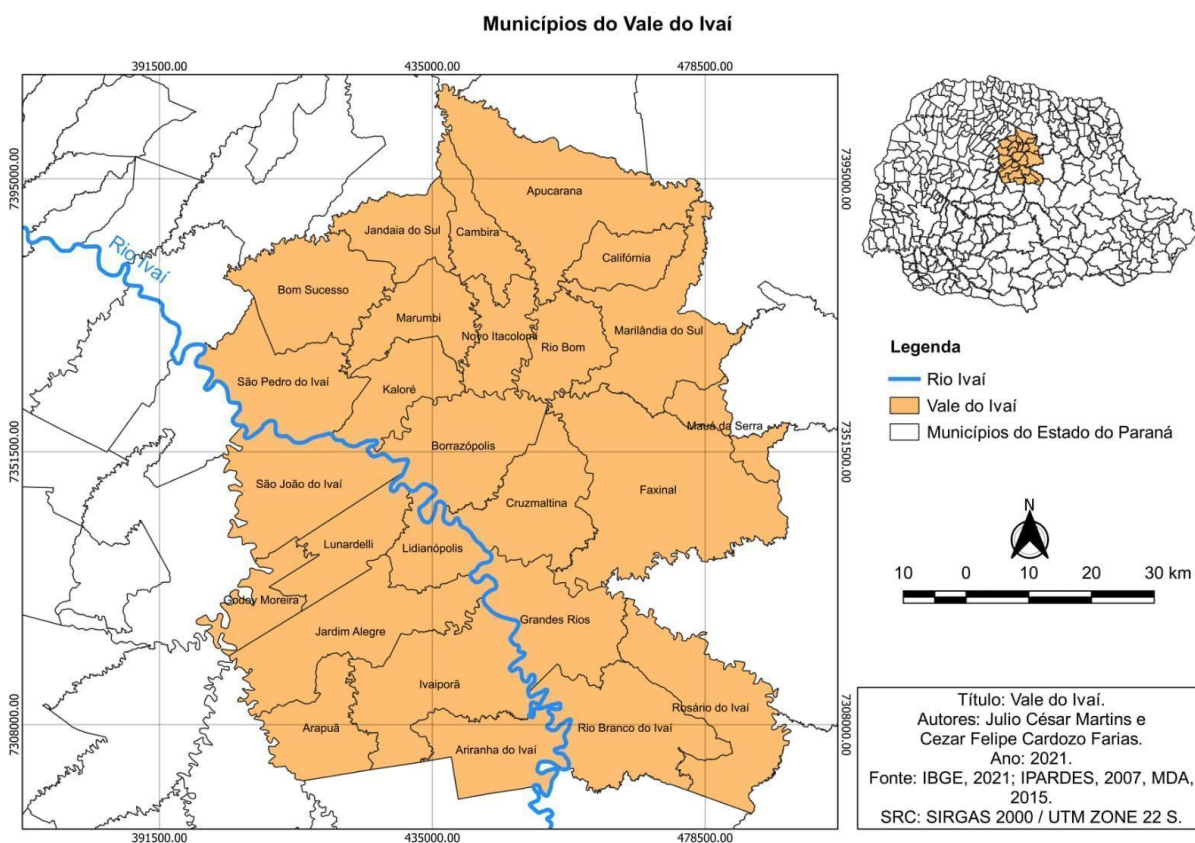 Municípios do Vale do Ivaí
391500.00
435000.00
478500.00
7395000.00
7395000.00
Apucarana
Jandaia do Sul
Cambira
Rio Ivaí
Califórnia
Bom Sucesso
Marumbi
Novo Itacolomi
Rio Bom
Marilândia do Sul
São Pedro do Ivaí
Kaloré
Mauá da Serra
Borrazópolis
7351500.00
7351500.00
São João do Ivaí
Faxinal
Cruzmaltina
Lunardelli
Lidianópolis
Godoy Moreira
Grandes Rios
Jardim Alegre
Ivaiporã
Rosário do Ivaí
Arapuã
Rio Branco do Ivaí
7308000.00
7308000.00
Ariranha do Ivaí
391500.00
435000.00
478500.00
Legenda
Rio Ivaí
Vale do Ivaí
Municípios do Estado do Paraná
N
10 0 10 20 30 km
Título: Vale do Ivaí.
Autores: Julio César Martins e
Cezar Felipe Cardozo Farias.
Ano: 2021.
Fonte: IBGE, 2021; IPARDES, 2007, MDA,
2015.
SRC: SIRGAS 2000 / UTM ZONE 22 S.